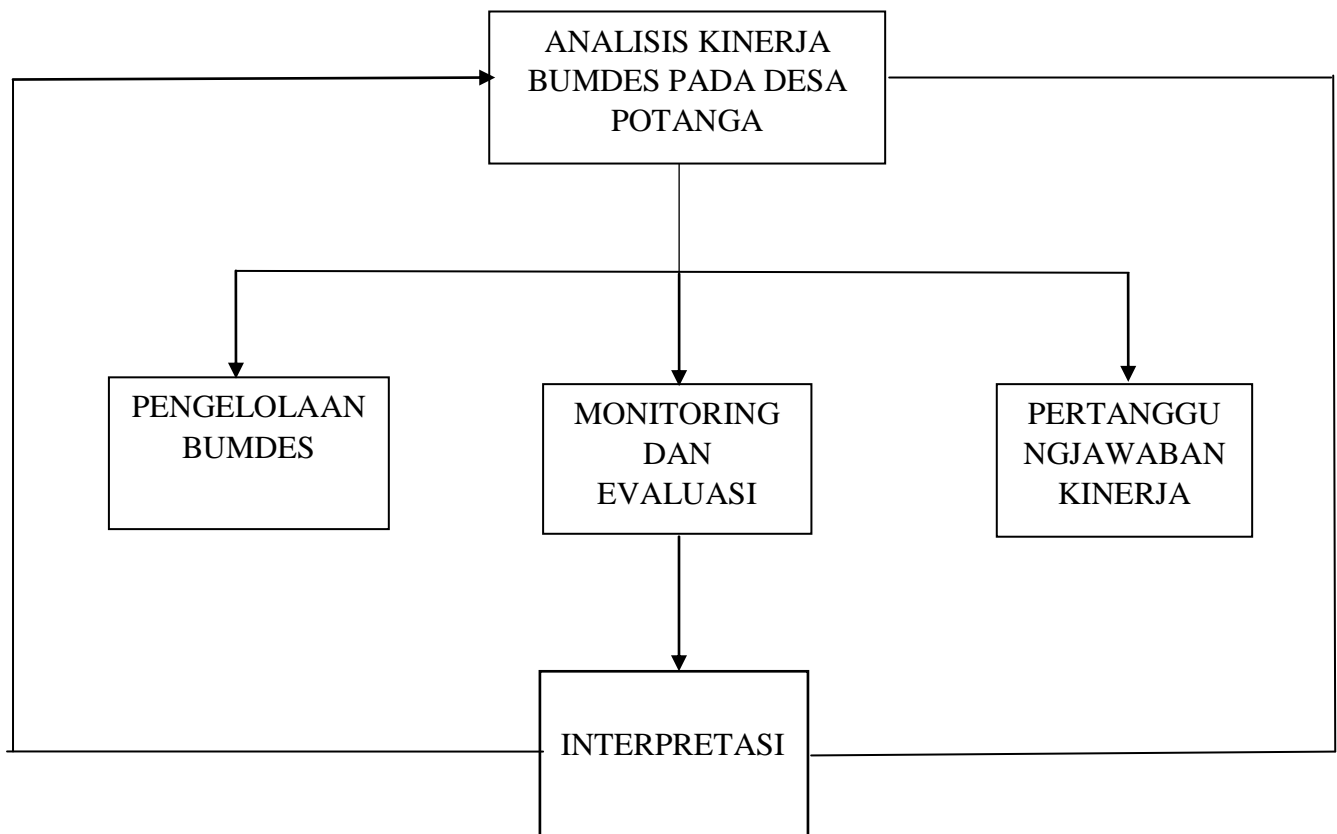 ANALISIS KINERJA
BUMDES PADA DESA
POTANGA
PENGELOLAAN
BUMDES
MONITORING
DAN
EVALUASI
PERTANGGU
NGJAWABAN
KINERJA
INTERPRETASI